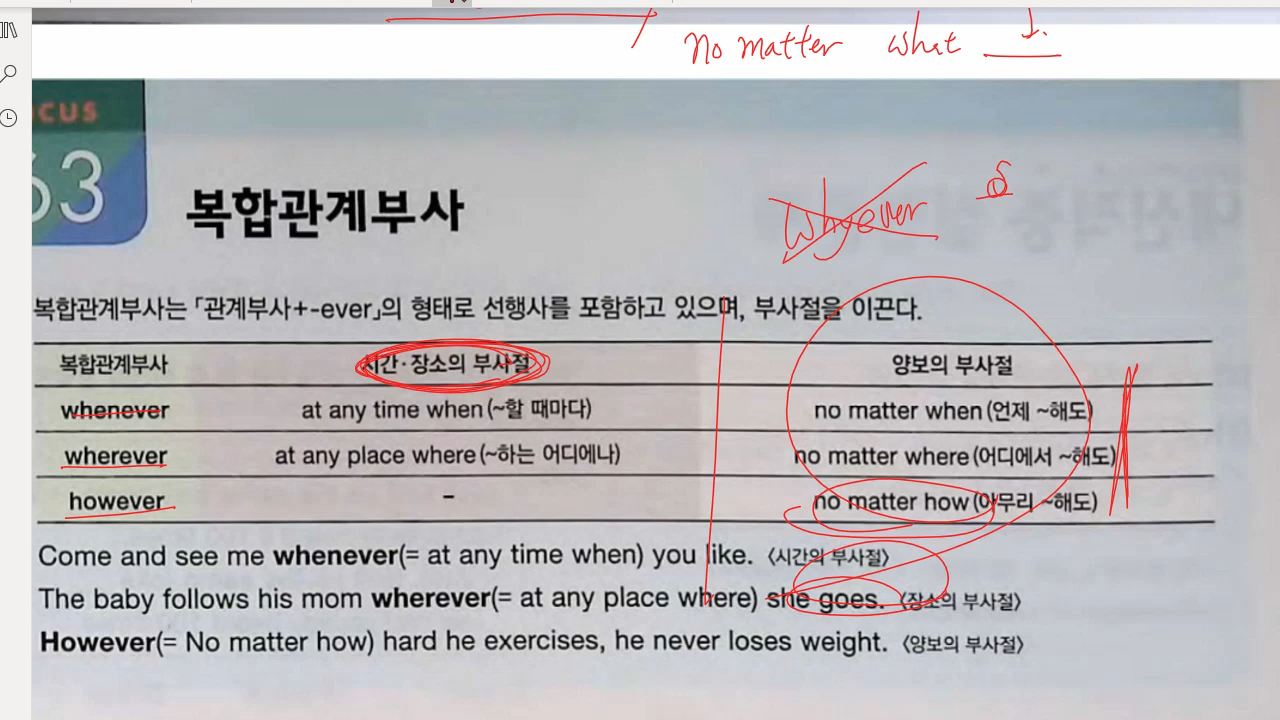 no matter what
CUS
63
복합관계부사
whyever
복합관계부사는 「관계부사+-ever」의 형태로 선행사를 포함하고 있으며, 부사절을 이끈다.
복합관계부사 시간·장소의 부사절 양보의 부사절
whenever at any time when (~할 때마다) no matter when (언제 ~해도)
wherever at any place where (~하는 어디에나) no matter where (어디에서 ~해도)
however - no matter how (아무리 ~해도)
Come and see me whenever(= at any time when) you like. 〈시간의 부사절〉
The baby follows his mom wherever(= at any place where) she goes. 〈장소의 부사절〉
However(= No matter how) hard he exercises, he never loses weight. 〈양보의 부사절〉